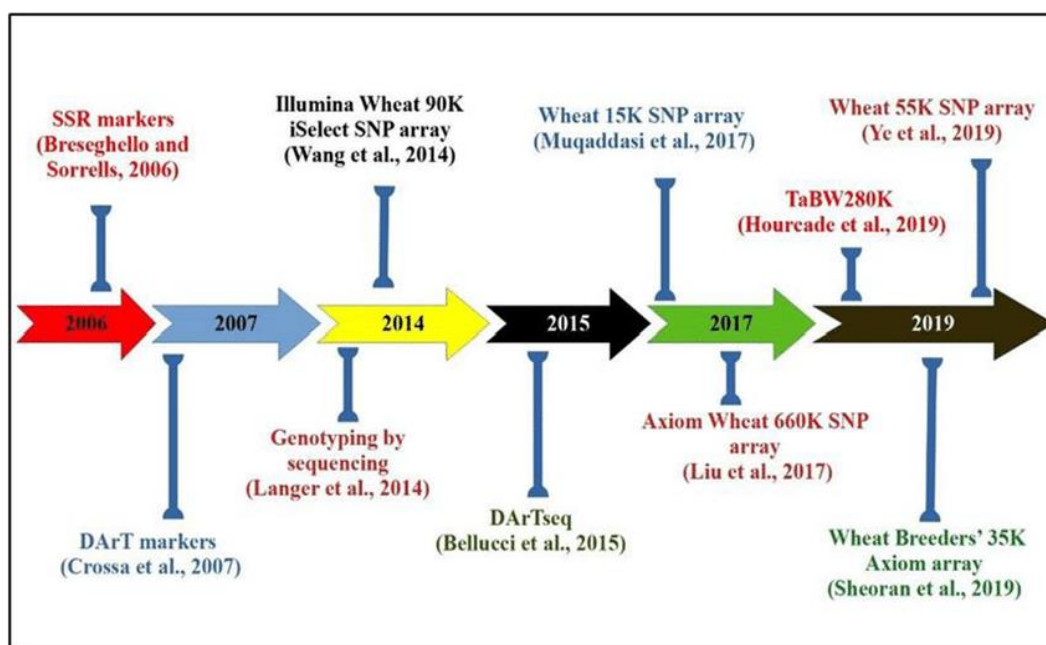 SSR markers
(Breseghello and
Sorrells, 2006)
Illumina Wheat 90K
iSelect SNP array
(Wang et al., 2014)
Wheat 15K SNP array
(Muqaddasi et al., 2017)
Wheat 55K SNP array
(Ye et al., 2019)
TaBW280K
(Hourcade et al., 2019)
2006
2007
2014
2015
2017
2019
DArT markers
(Crossa et al., 2007)
Genotyping by
sequencing
(Langer et al., 2014)
DArTseq
(Bellucci et al., 2015)
Axiom Wheat 660K SNP
array
(Liu et al., 2017)
Wheat Breeders’ 35K
Axiom array
(Sheoran et al., 2019)